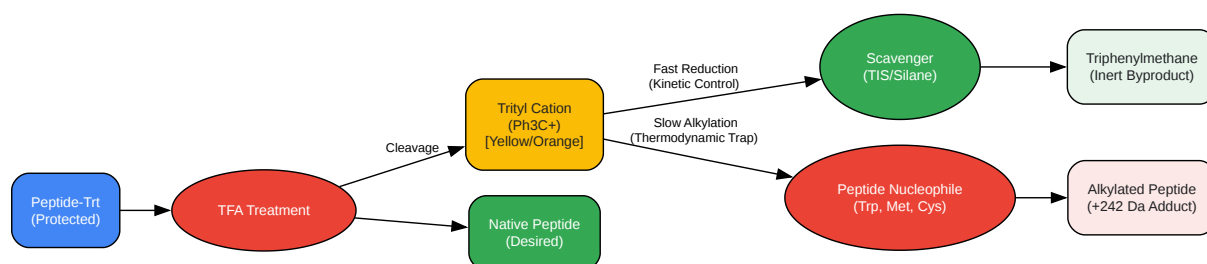 Peptide-Trt
(Protected)
TFA Treatment
Cleavage
Trityl Cation
(Ph3C+)
[Yellow/Orange]
Native Peptide
(Desired)
Fast Reduction
(Kinetic Control)
Slow Alkylation
(Thermodynamic Trap)
Scavenger
(TIS/Silane)
Peptide Nucleophile
(Trp, Met, Cys)
Triphenylmethane
(Inert Byproduct)
Alkylated Peptide
(+242 Da Adduct)